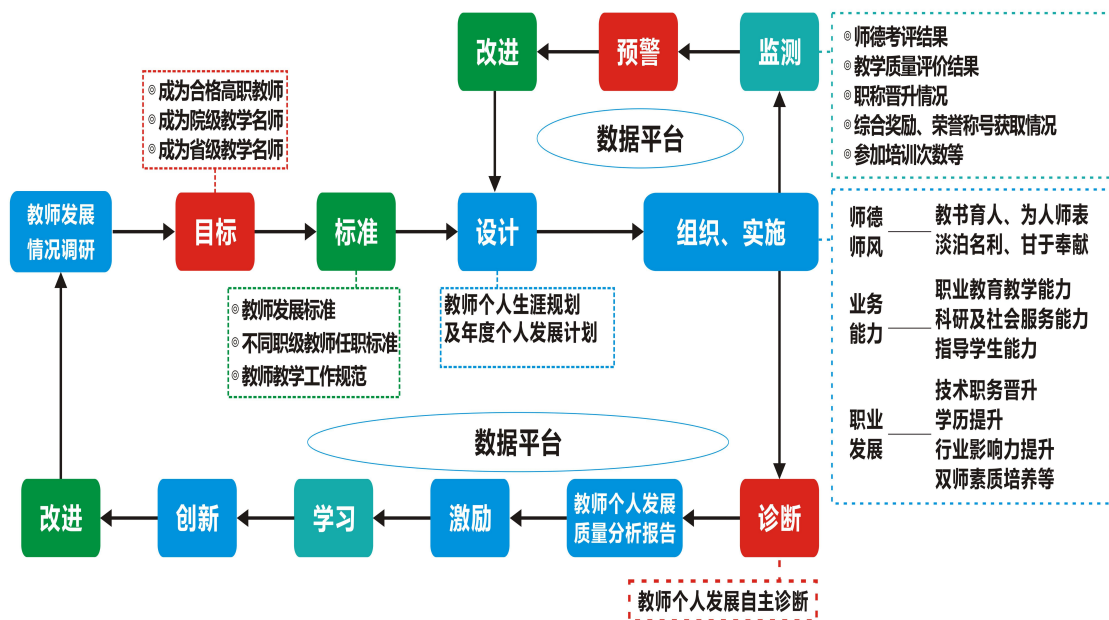 改进
预警
监测
◎师德考评结果
◎教学质量评价结果
◎职称晋升情况
◎综合奖励、荣誉称号获取情况
◎参加培训次数等
数据平台
◎成为合格高职教师
◎成为院级教学名师
◎成为省级教学名师
教师发展
情况调研
目标
标准
设计
组织、实施
◎教师发展标准
◎不同职级教师任职标准
◎教师教学工作规范
教师个人生涯规划
及年度个人发展计划
师德
师风
教书育人、为人师表
淡泊名利、甘于奉献
业务
能力
职业教育教学能力
科研及社会服务能力
指导学生能力
职业
发展
技术职务晋升
学历提升
行业影响力提升
双师素质培养等
数据平台
改进
创新
学习
激励
教师个人发展
质量分析报告
诊断
教师个人发展自主诊断